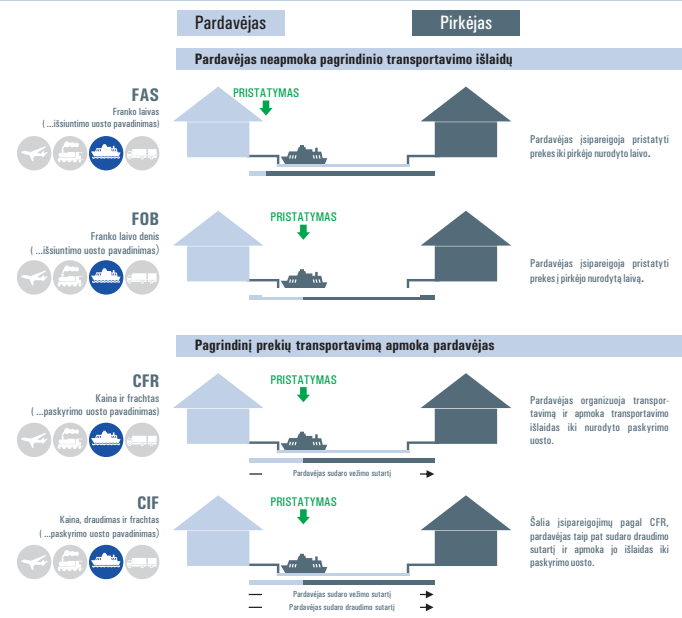 Pardavėjas
Pirkėjas
Pardavėjas neapmoka pagrindinio transportavimo išlaidų
FAS
Franko laivas
( ...išsiuntimo uosto pavadinimas)
PRISTATYMAS
Pardavėjas įsipareigoja pristatyti
prekes iki pirkėjo nurodyto laivo.
FOB
Franko laivo denis
( ...išsiuntimo uosto pavadinimas)
PRISTATYMAS
Pardavėjas įsipareigoja pristatyti
prekes į pirkėjo nurodytą laivą.
Pagrindinį prekių transportavimą apmoka pardavėjas
CFR
Kaina ir frachtas
( ...paskyrimo uosto pavadinimas)
PRISTATYMAS
Pardavėjas sudaro vežimo sutartį
Pardavėjas organizuoja transpor-
tavimą ir apmoka transportavimo
išlaidas iki nurodyto paskyrimo
uosto.
CIF
Kaina, draudimas ir frachtas
( ...paskyrimo uosto pavadinimas)
PRISTATYMAS
Pardavėjas sudaro vežimo sutartį
Pardavėjas sudaro draudimo sutartį
Šalia įsipareigojimų pagal CFR,
pardavėjas taip pat sudaro draudimo
sutartį ir apmoka jo išlaidas iki
paskyrimo uosto.